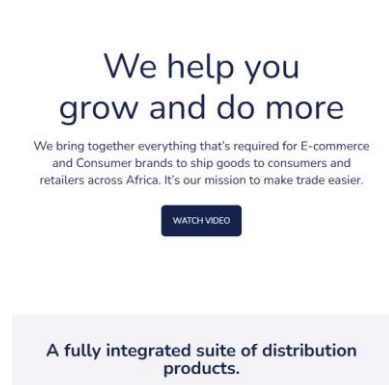 We help you
grow and do more
We bring together everything that's required for E-commerce
and Consumer brands to ship goods to consumers and
retailers across Africa. It's our mission to make trade easier.
WATCH VIDEO
A fully integrated suite of distribution
products.